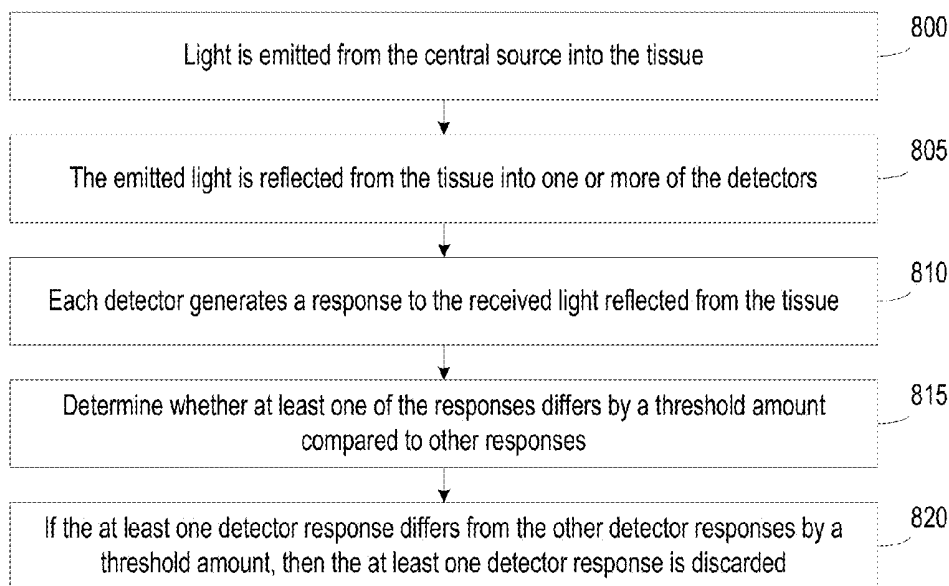 800
Light is emitted from the central source into the tissue
805
The emitted light is reflected from the tissue into one or more of the detectors
810
Each detector generates a response to the received light reflected from the tissue
815
Determine whether at least one of the responses differs by a threshold amount
compared to other responses
820
If the at least one detector response differs from the other detector responses by a
threshold amount, then the at least one detector response is discarded